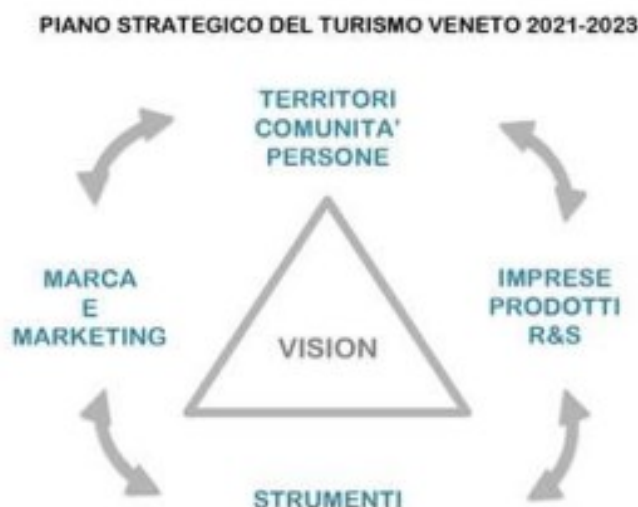 PIANO STRATEGICO DEL TURISMO VENETO 2021-2023
TERRITORI
COMUNITA'
PERSONE
MARCA
E
MARKETING
IMPRESE
PRODOTTI
R&S
VISION
STRUMENTI